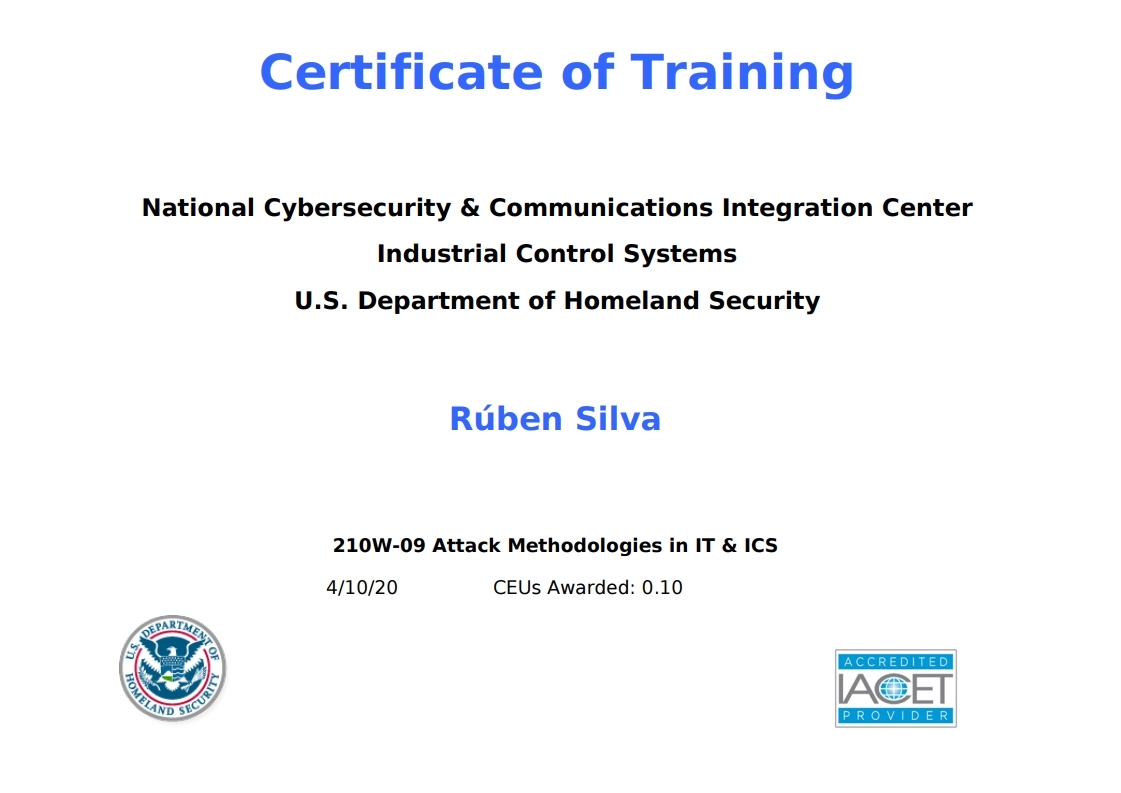 Certificate of Training
National Cybersecurity & Communications Integration Center
Industrial Control Systems
U.S. Department of Homeland Security
Rúben Silva
210W-09 Attack Methodologies in IT & ICS
4/10/20 CEUs Awarded: 0.10
U.S. DEPARTMENT OF
HOMELAND SECURITY
ACCREDITED
IACET
PROVIDER